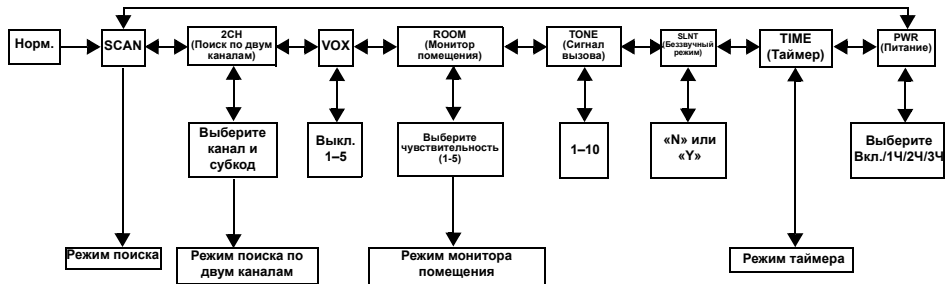 Норм.
SCAN
2CH
(Поиск по двум
каналам)
VOX
ROOM
(Монитор
помещения)
TONE
(Сигнал
вызова)
SLNT
(Беззвучный
режим)
TIME
(Таймер)
PWR
(Питание)
Выберите
канал и
субкод
Выкл.
1–5
Выберите
чувствительность
(1-5)
1–10
«N» или
«Y»
Выберите
Вкл./1Ч/2Ч/3Ч
Режим поиска
Режим поиска по
двум каналам
Режим монитора
помещения
Режим таймера